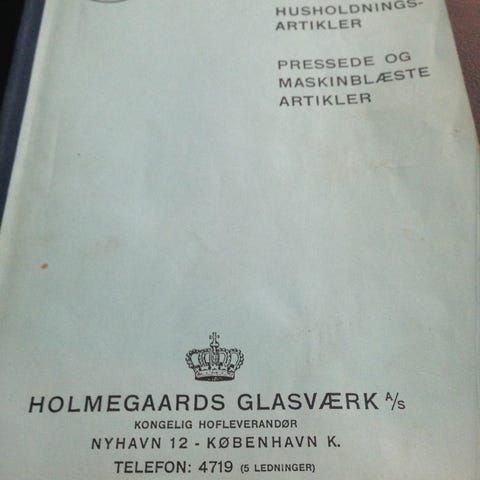 HUSHOLDNINGS-
ARTIKLER
PRESSEDE OG
MASKINBLÆSTE
ARTIKLER
HOLMEGAARDS GLASVÆRK A/S
KONGELIG HOFLEVERANDØR
NYHAVN 12 - KØBENHAVN K.
TELEFON: 4719 (5 LEDNINGER)